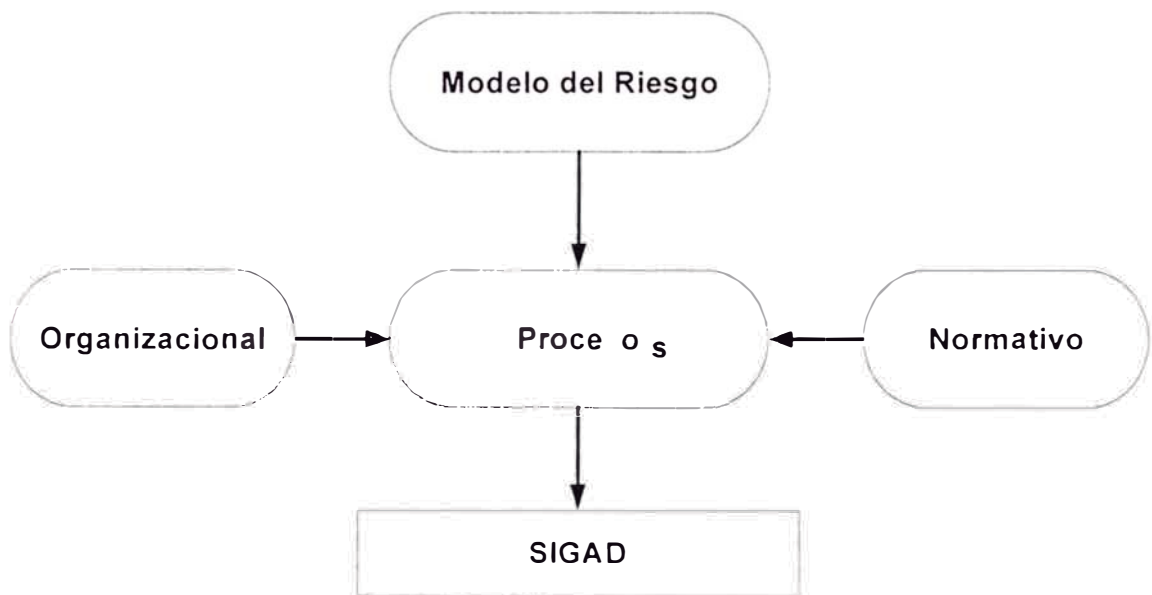 Modelo del Riesgo
Organizacional
Proce o s
Normativo
SIGAD